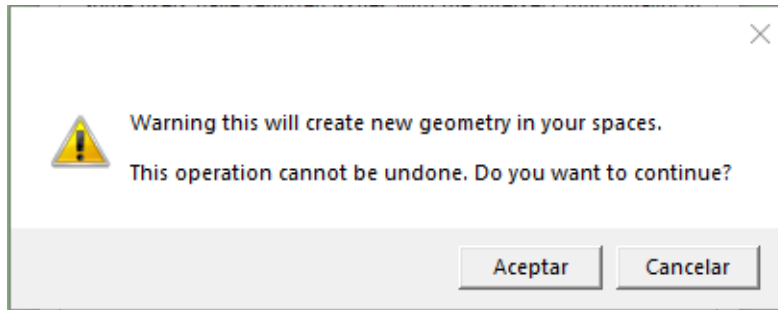 Warning this will create new geometry in your spaces.
This operation cannot be undone. Do you want to continue?
Aceptar
Cancelar